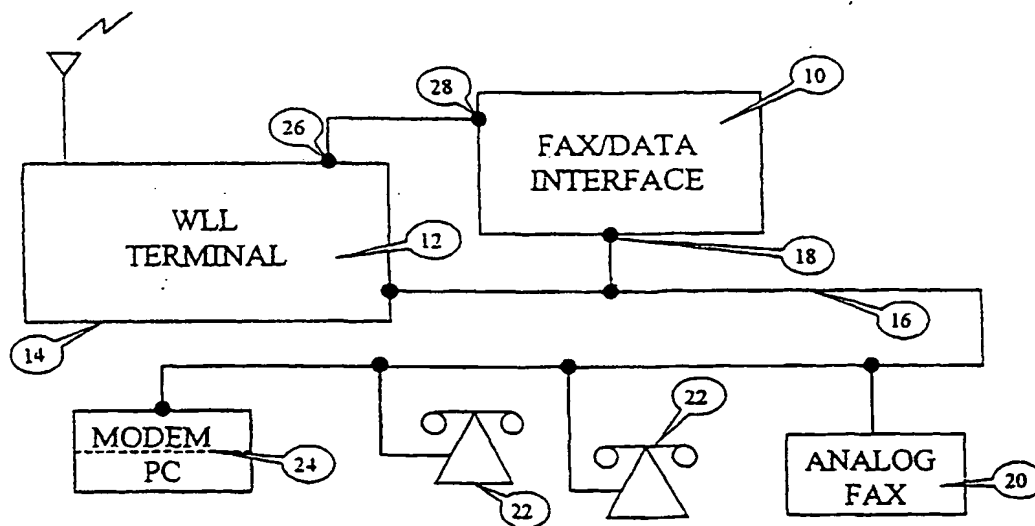 10
28
26
FAX/DATA
INTERFACE
WLL
TERMINAL
12
18
16
14
22
MODEM
PC
24
22
ANALOG
FAX
20